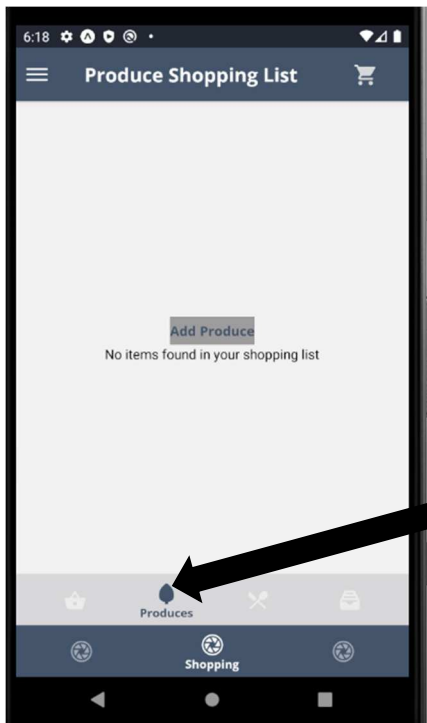 6:18
Produce Shopping List
Add Produce
No items found in your shopping list
Produces
Shopping